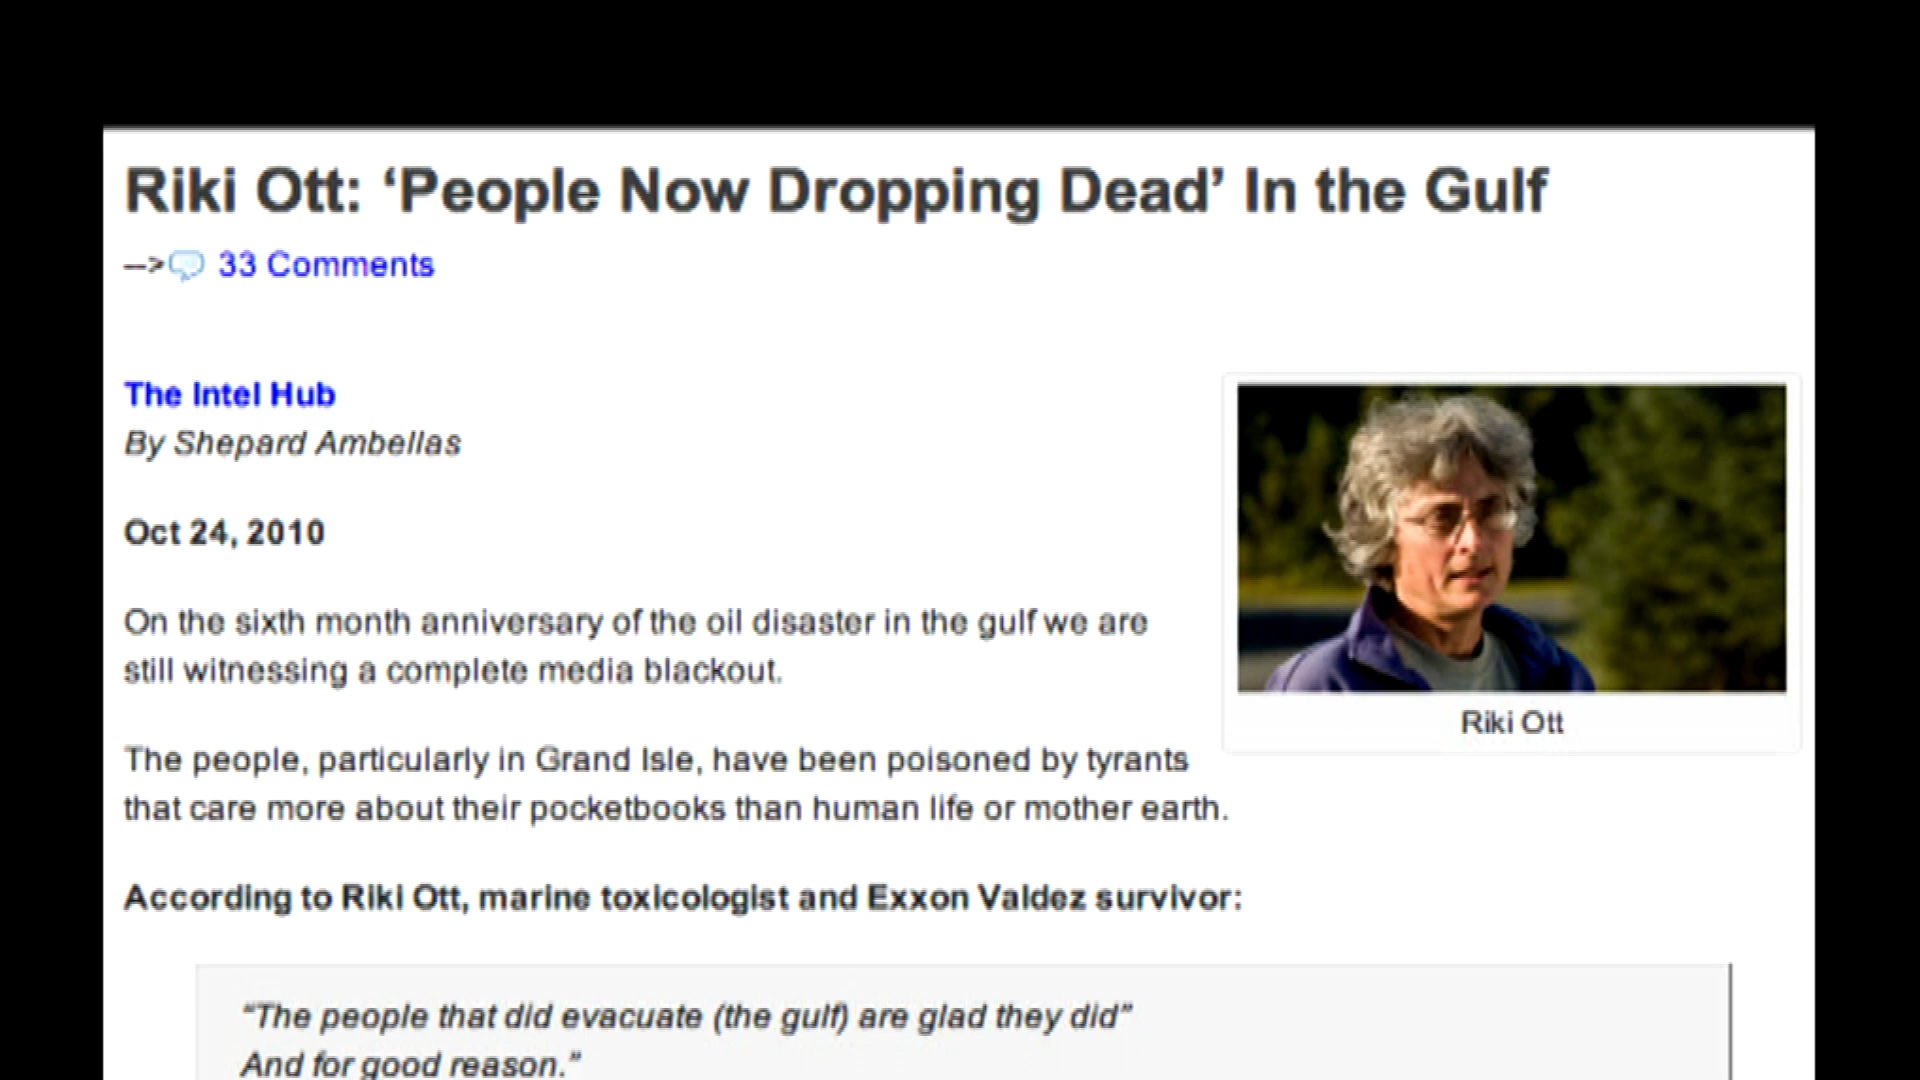 Riki Ott: ‘People Now Dropping Dead’ In the Gulf
–> 33 Comments
The Intel Hub
By Shepard Ambellas
Oct 24, 2010
On the sixth month anniversary of the oil disaster in the gulf we are
still witnessing a complete media blackout.
Riki Ott
The people, particularly in Grand Isle, have been poisoned by tyrants
that care more about their pocketbooks than human life or mother earth.
According to Riki Ott, marine toxicologist and Exxon Valdez survivor:
“The people that did evacuate (the gulf) are glad they did”
And for good reason.”